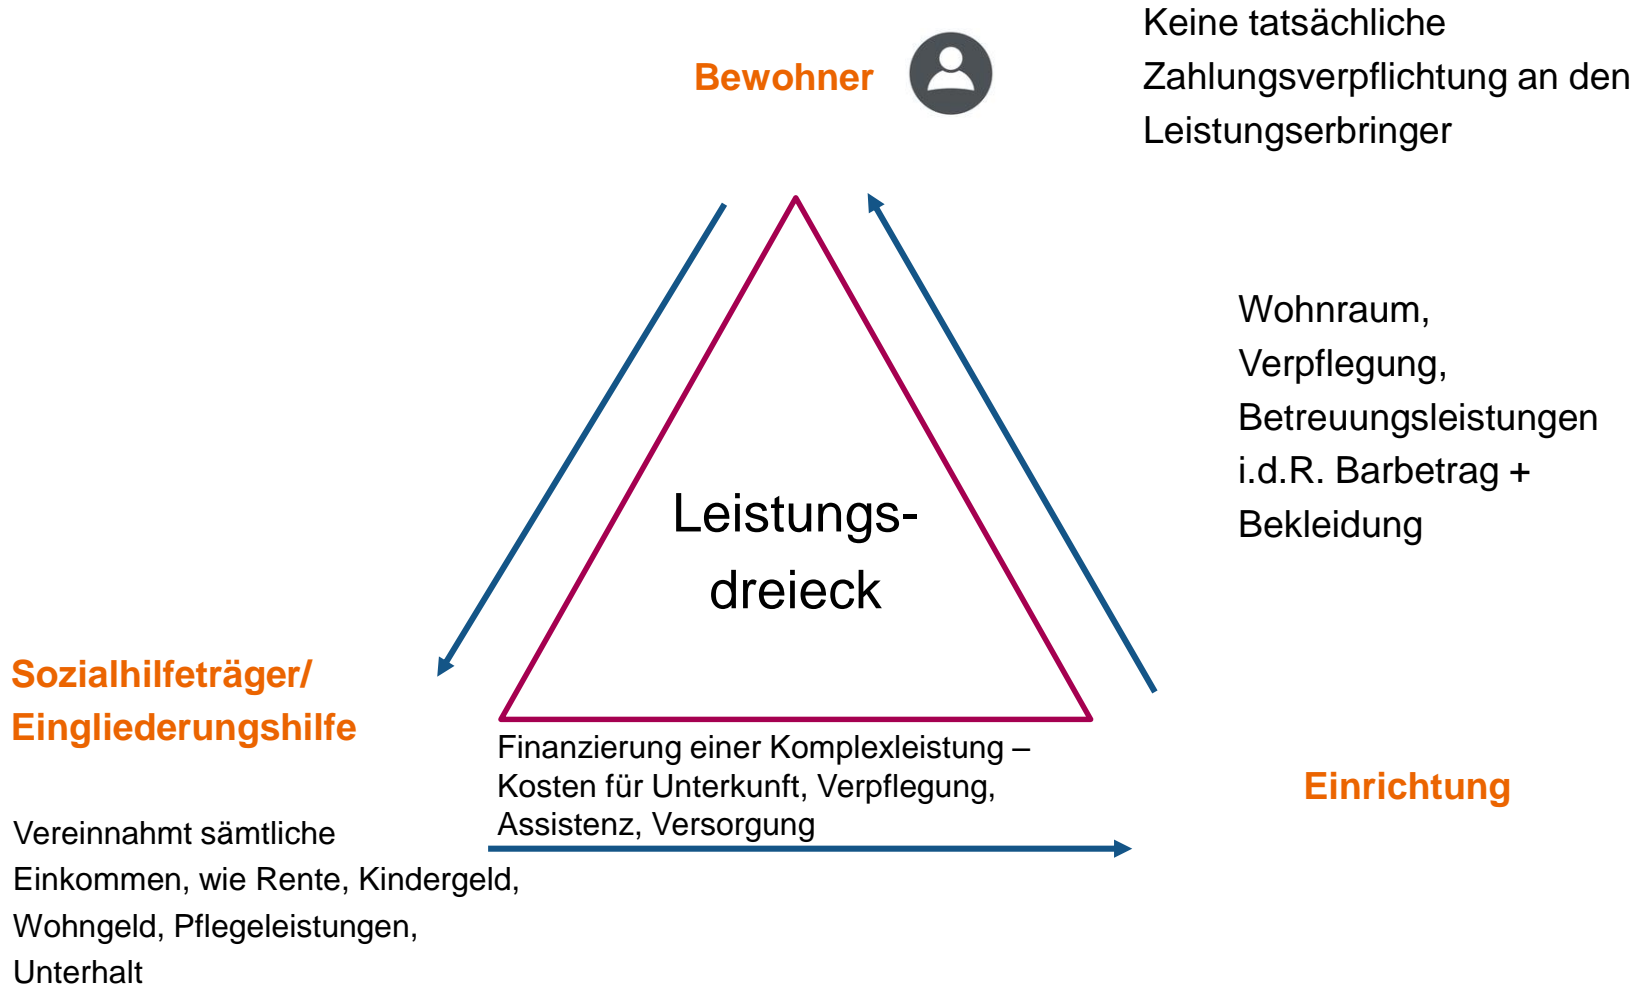 Bewohner
Keine tatsächliche
Zahlungsverpflichtung an den
Leistungserbringer
Wohnraum,
Verpflegung,
Betreuungsleistungen
i.d.R. Barbetrag +
Bekleidung
Leistungs-
dreieck
Sozialhilfeträger/
Eingliederungshilfe
Finanzierung einer Komplexleistung –
Kosten für Unterkunft, Verpflegung,
Assistenz, Versorgung
Einrichtung
Vereinnahmt sämtliche
Einkommen, wie Rente, Kindergeld,
Wohngeld, Pflegeleistungen,
Unterhalt